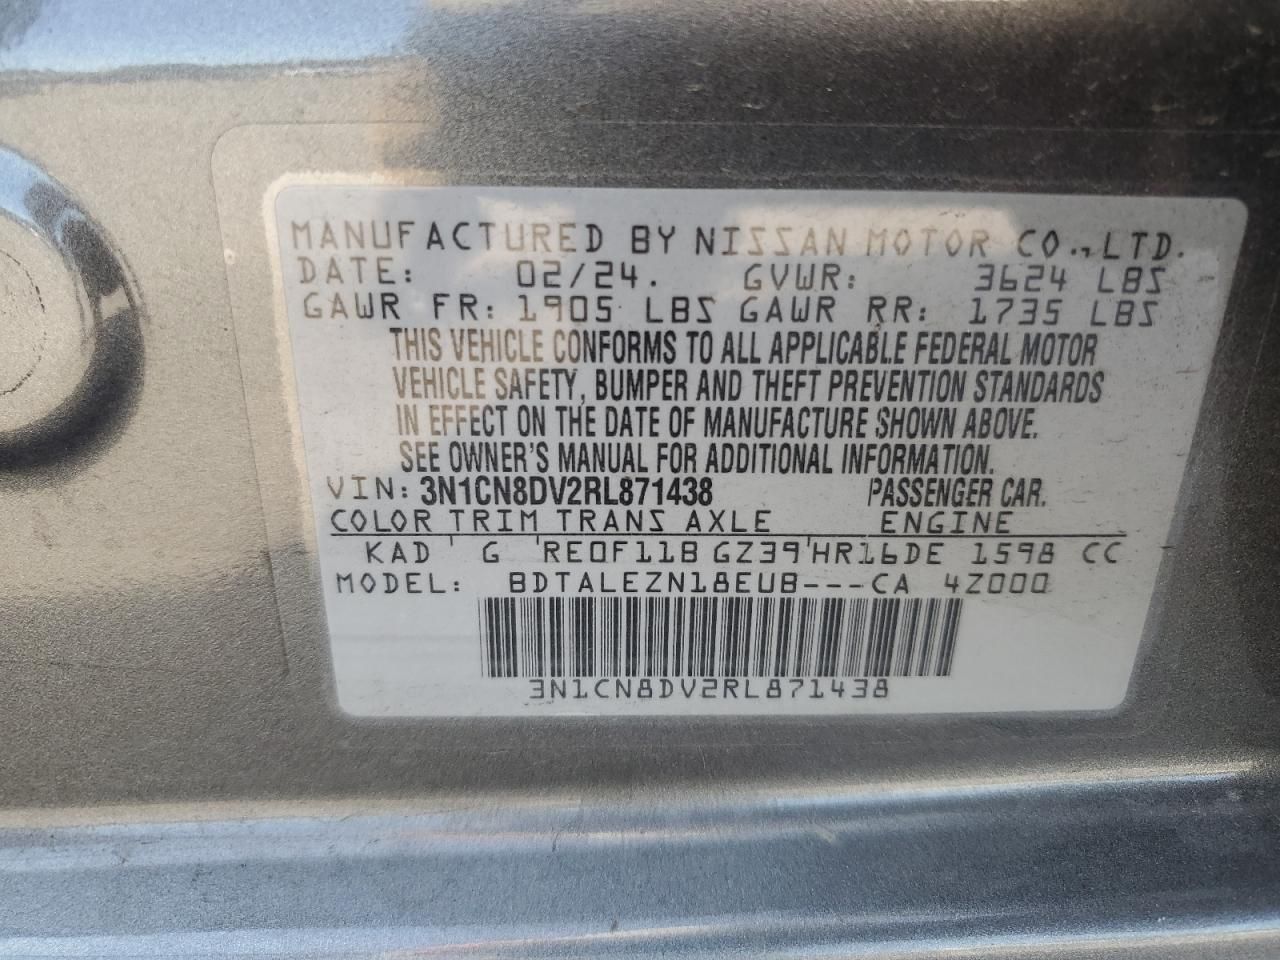 MANUFACTURED BY NISSAN MOTOR CO., LTD.
DATE: 02/24. GVWR: 3624 LBS
GAWR FR: 1905 LBS GAWR RR: 1735 LBS
THIS VEHICLE CONFORMS TO ALL APPLICABLE FEDERAL MOTOR
VEHICLE SAFETY, BUMPER AND THEFT PREVENTION STANDARDS
IN EFFECT ON THE DATE OF MANUFACTURE SHOWN ABOVE.
SEE OWNER'S MANUAL FOR ADDITIONAL INFORMATION.
VIN: 3N1CN8DV2RL871438 PASSENGER CAR.
COLOR TRIM TRANS AXLE ENGINE
KAD ' G ' RE0F11B GZ39 ' HR16DE 1598 CC
MODEL: BDTALEZN18EUB---CA 4Z000
3N1CN8DV2RL871438